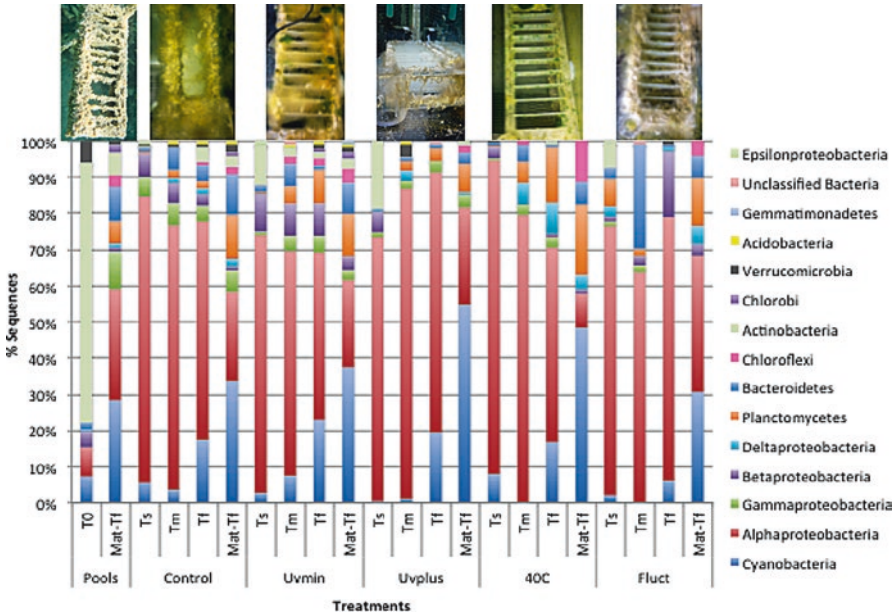 100%
90%
80%
70%
60%
50%
40%
30%
20%
10%
0%
% Sequences
T0
Mat-Tf
Ts
Tm
Tf
Mat-Tf
Ts
Tm
Tf
Mat-Tf
Ts
Tm
Tf
Mat-Tf
Ts
Tm
Tf
Mat-Tf
Ts
Tm
Tf
Mat-Tf
Pools
Control
Uvmin
Uvplus
40C
Fluct
Treatments
Epsilonproteobacteria
Unclassified Bacteria
Gemmatimonadetes
Acidobacteria
Verrucomicrobia
Chlorobi
Actinobacteria
Chloroflexi
Bacteroidetes
Planctomycetes
Deltaproteobacteria
Betaproteobacteria
Gammaproteobacteria
Alphaproteobacteria
Cyanobacteria